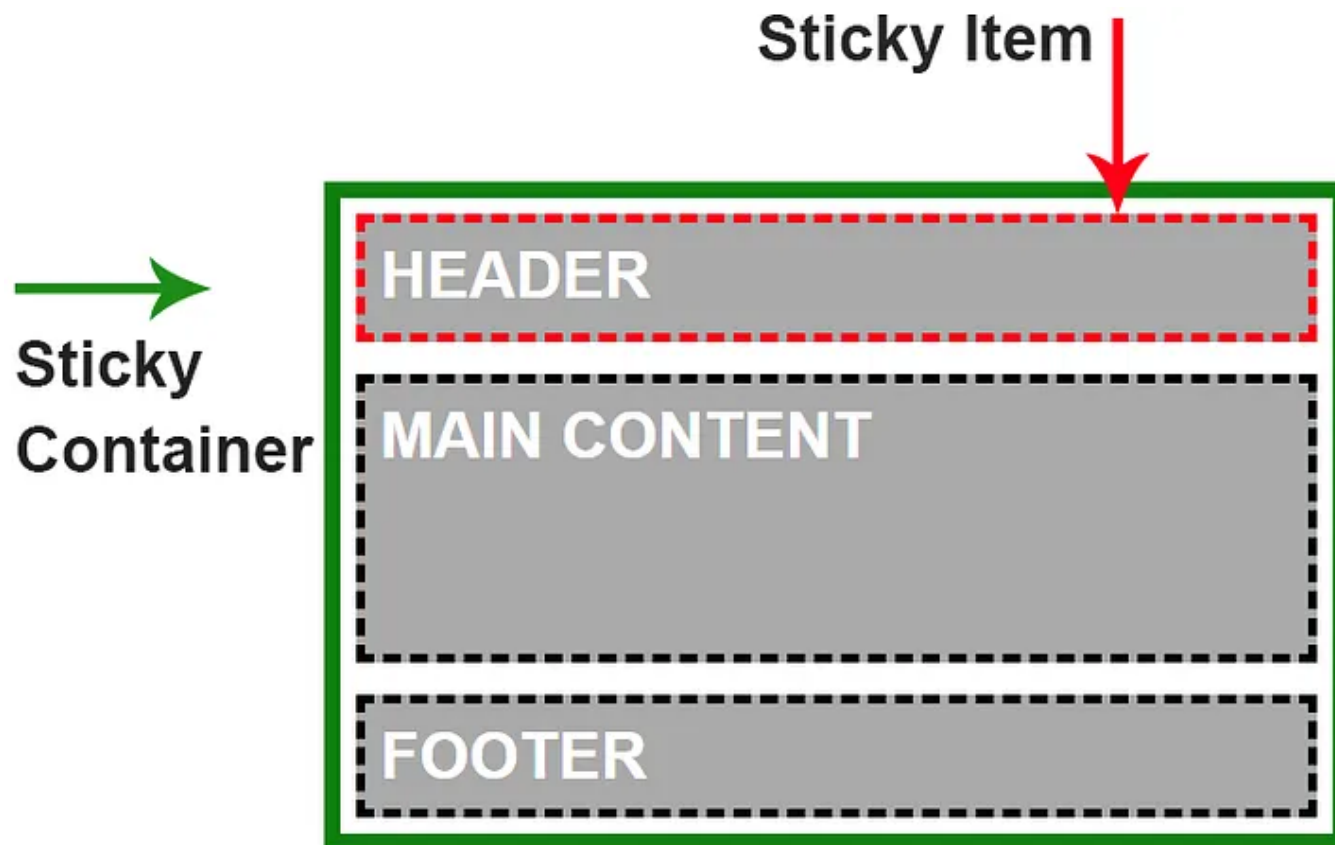 Sticky Item
HEADER
Sticky
Container
MAIN CONTENT
FOOTER